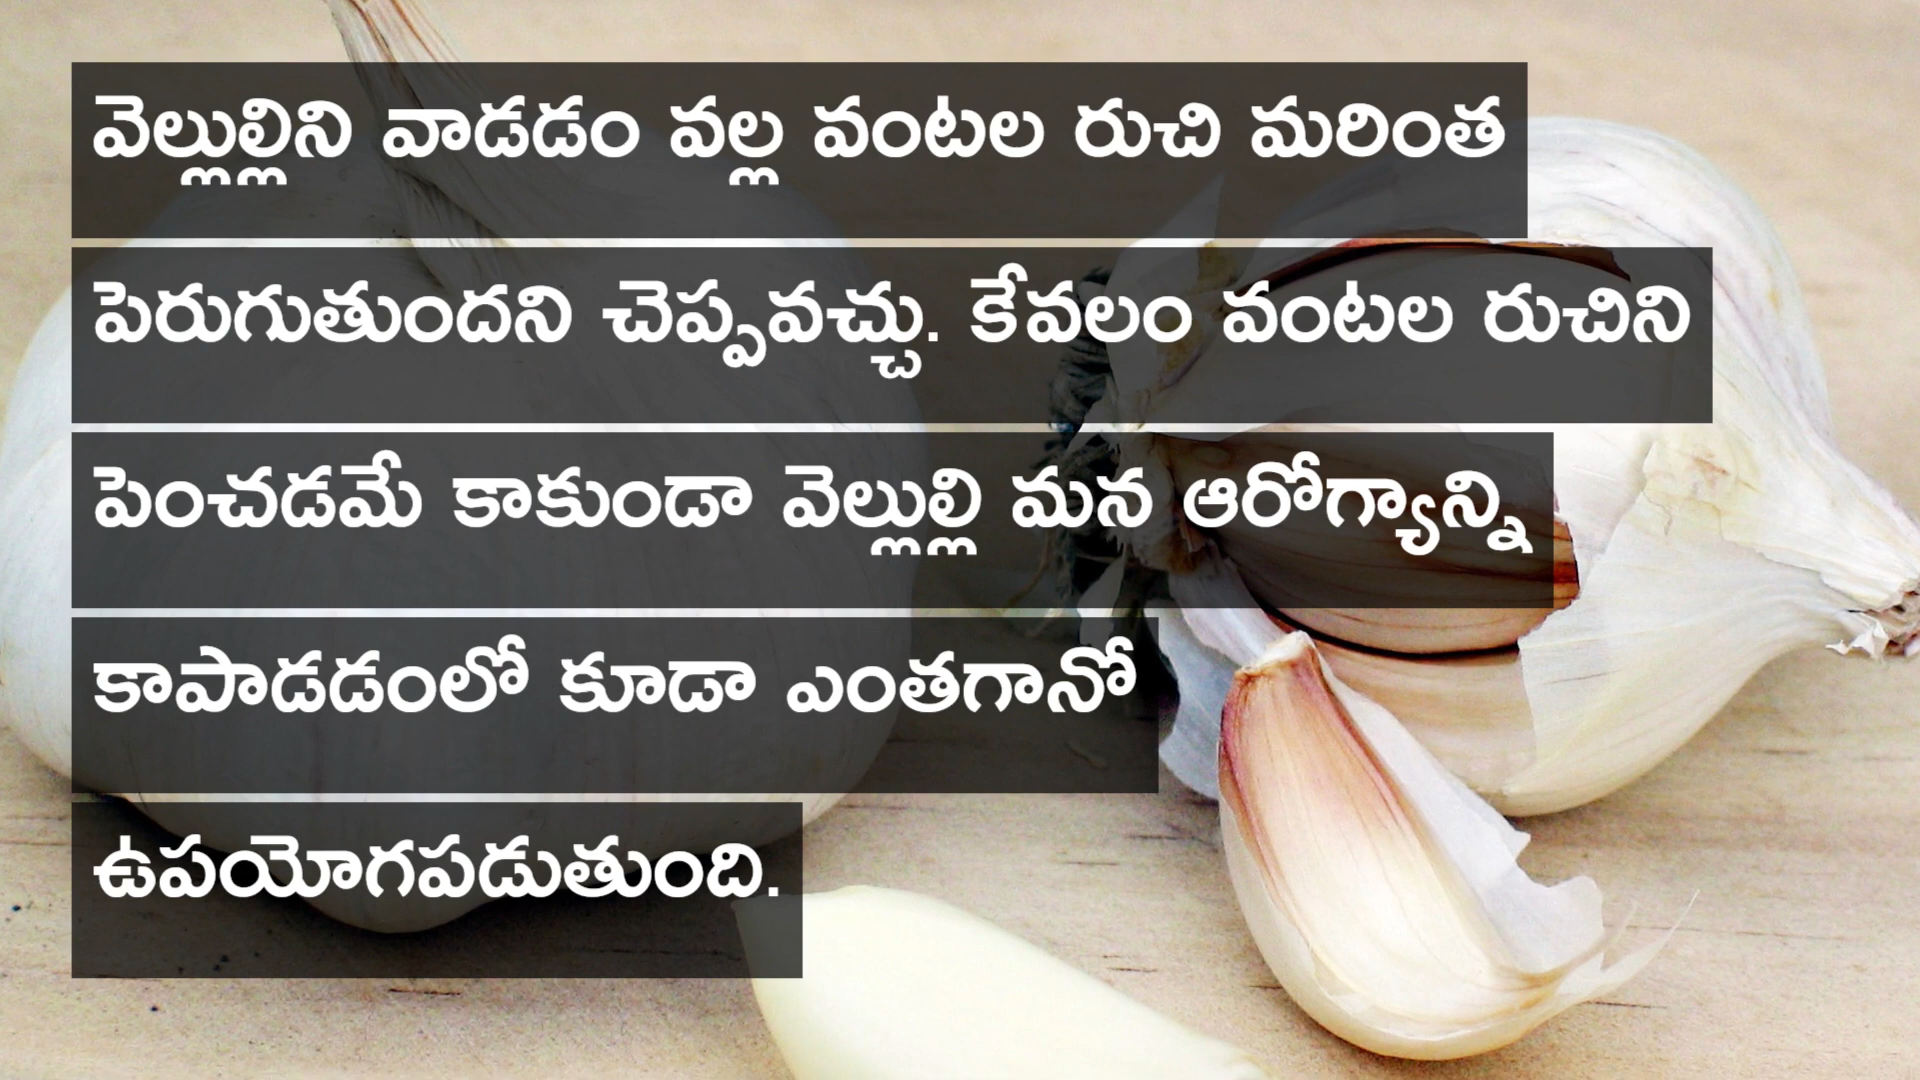 వెల్లుల్లిని వాడడం వల్ల వంటల రుచి మరింత
పెరుగుతుందని చెప్పవచ్చు. కేవలం వంటల రుచిని
పెంచడమే కాకుండా వెల్లుల్లి మన ఆరోగ్యాన్ని
కాపాడడంలో కూడా ఎంతగానో
ఉపయోగపడుతుంది.